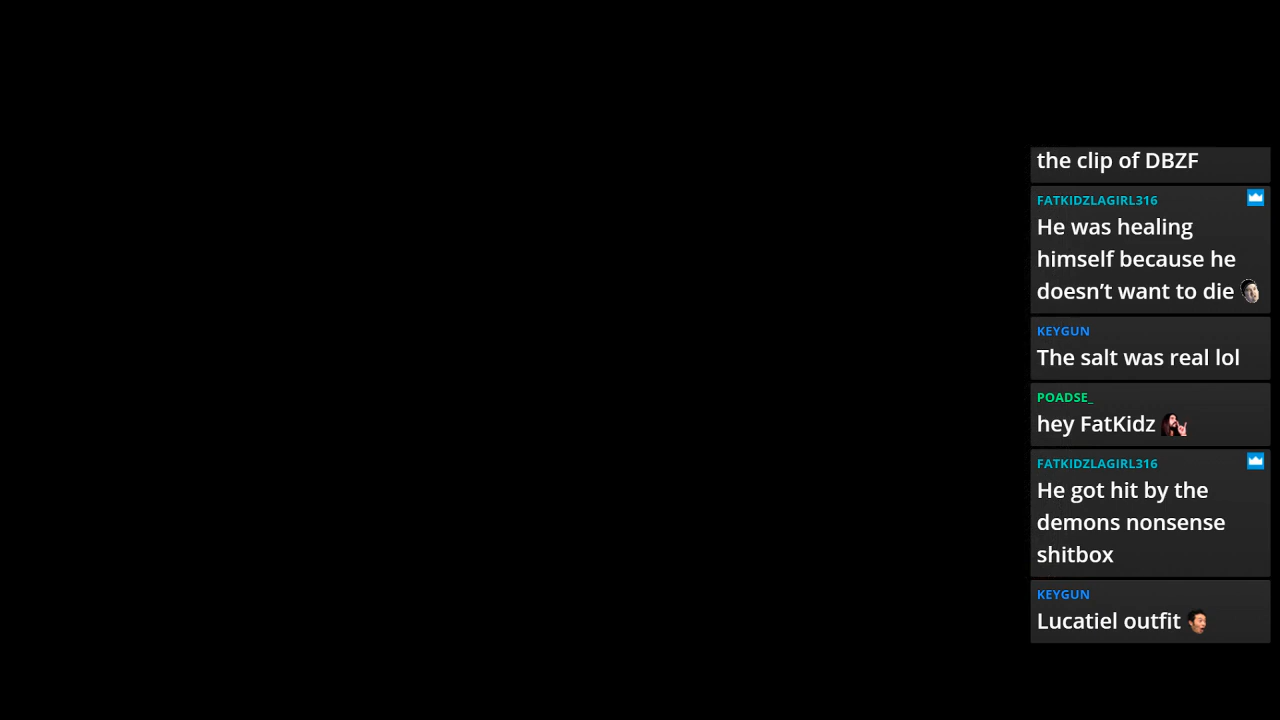 the clip of DBZF
FATKIDZLAGIRL316
He was healing
himself because he
doesn't want to die
KEYGUN
The salt was real lol
POADSE_
hey FatKidz
FATKIDZLAGIRL316
He got hit by the
demons nonsense
shitbox
KEYGUN
Lucatiel outfit